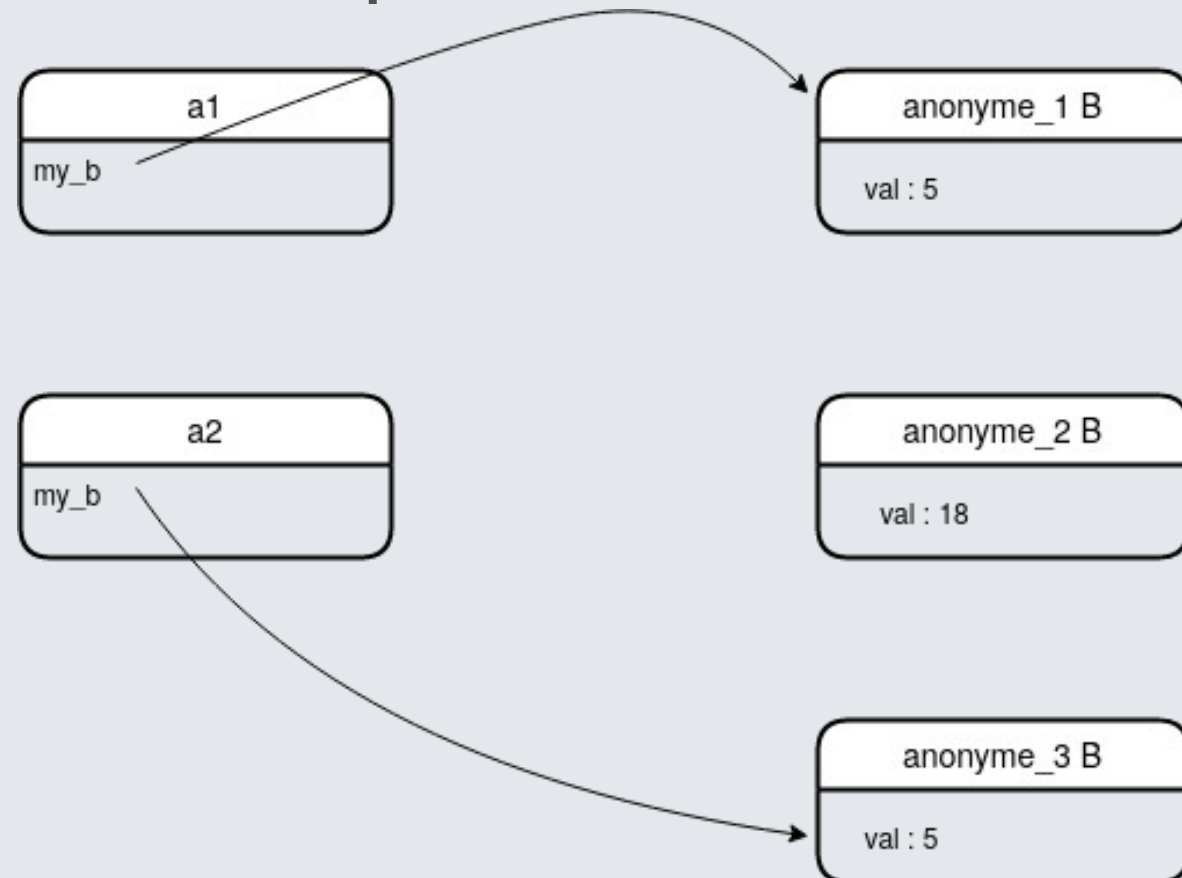 a1
my_b
anonyme_1 B
val : 5
a2
my_b
anonyme_2 B
val : 18
anonyme_3 B
val : 5